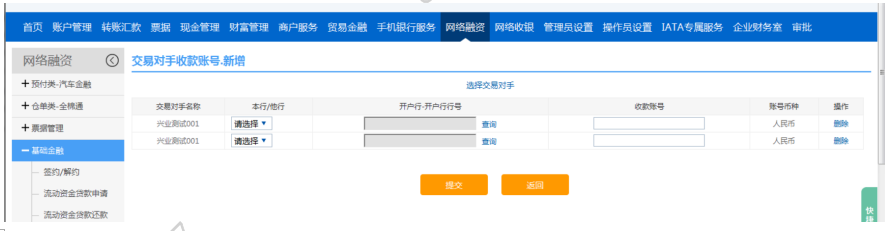 首页 账户管理 转账汇款 票据 现金管理 财富管理 商户服务 贸易金融 手机银行服务 网络融资 网络收银 管理员设置 操作员设置 IATA专属服务 企业财务室 审批
网络融资 交易对手收款账号.新增
+ 预付类-汽车金融 选择交易对手
+ 仓单类-全棉通 交易对手名称 本行/他行 开户行-开户行行号 收款账号 账号币种 操作
+ 票据管理 兴业测试001 请选择 查询 人民币 删除
兴业测试001 请选择 查询 人民币 删除
- 基础金融
签约/解约
流动资金贷款申请 提交 返回
流动资金贷款还款
快捷